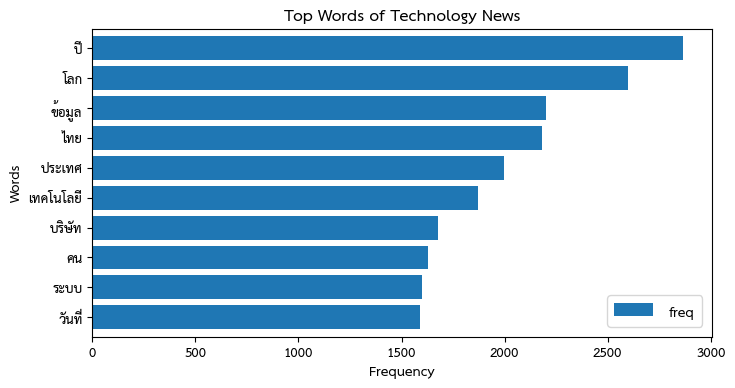 Top Words of Technology News
Words
ปี
โลก
ข้อมูล
ไทย
ประเทศ
เทคโนโลยี
บริษัท
คน
ระบบ
วันที่
freq
0 500 1000 1500 2000 2500 3000
Frequency